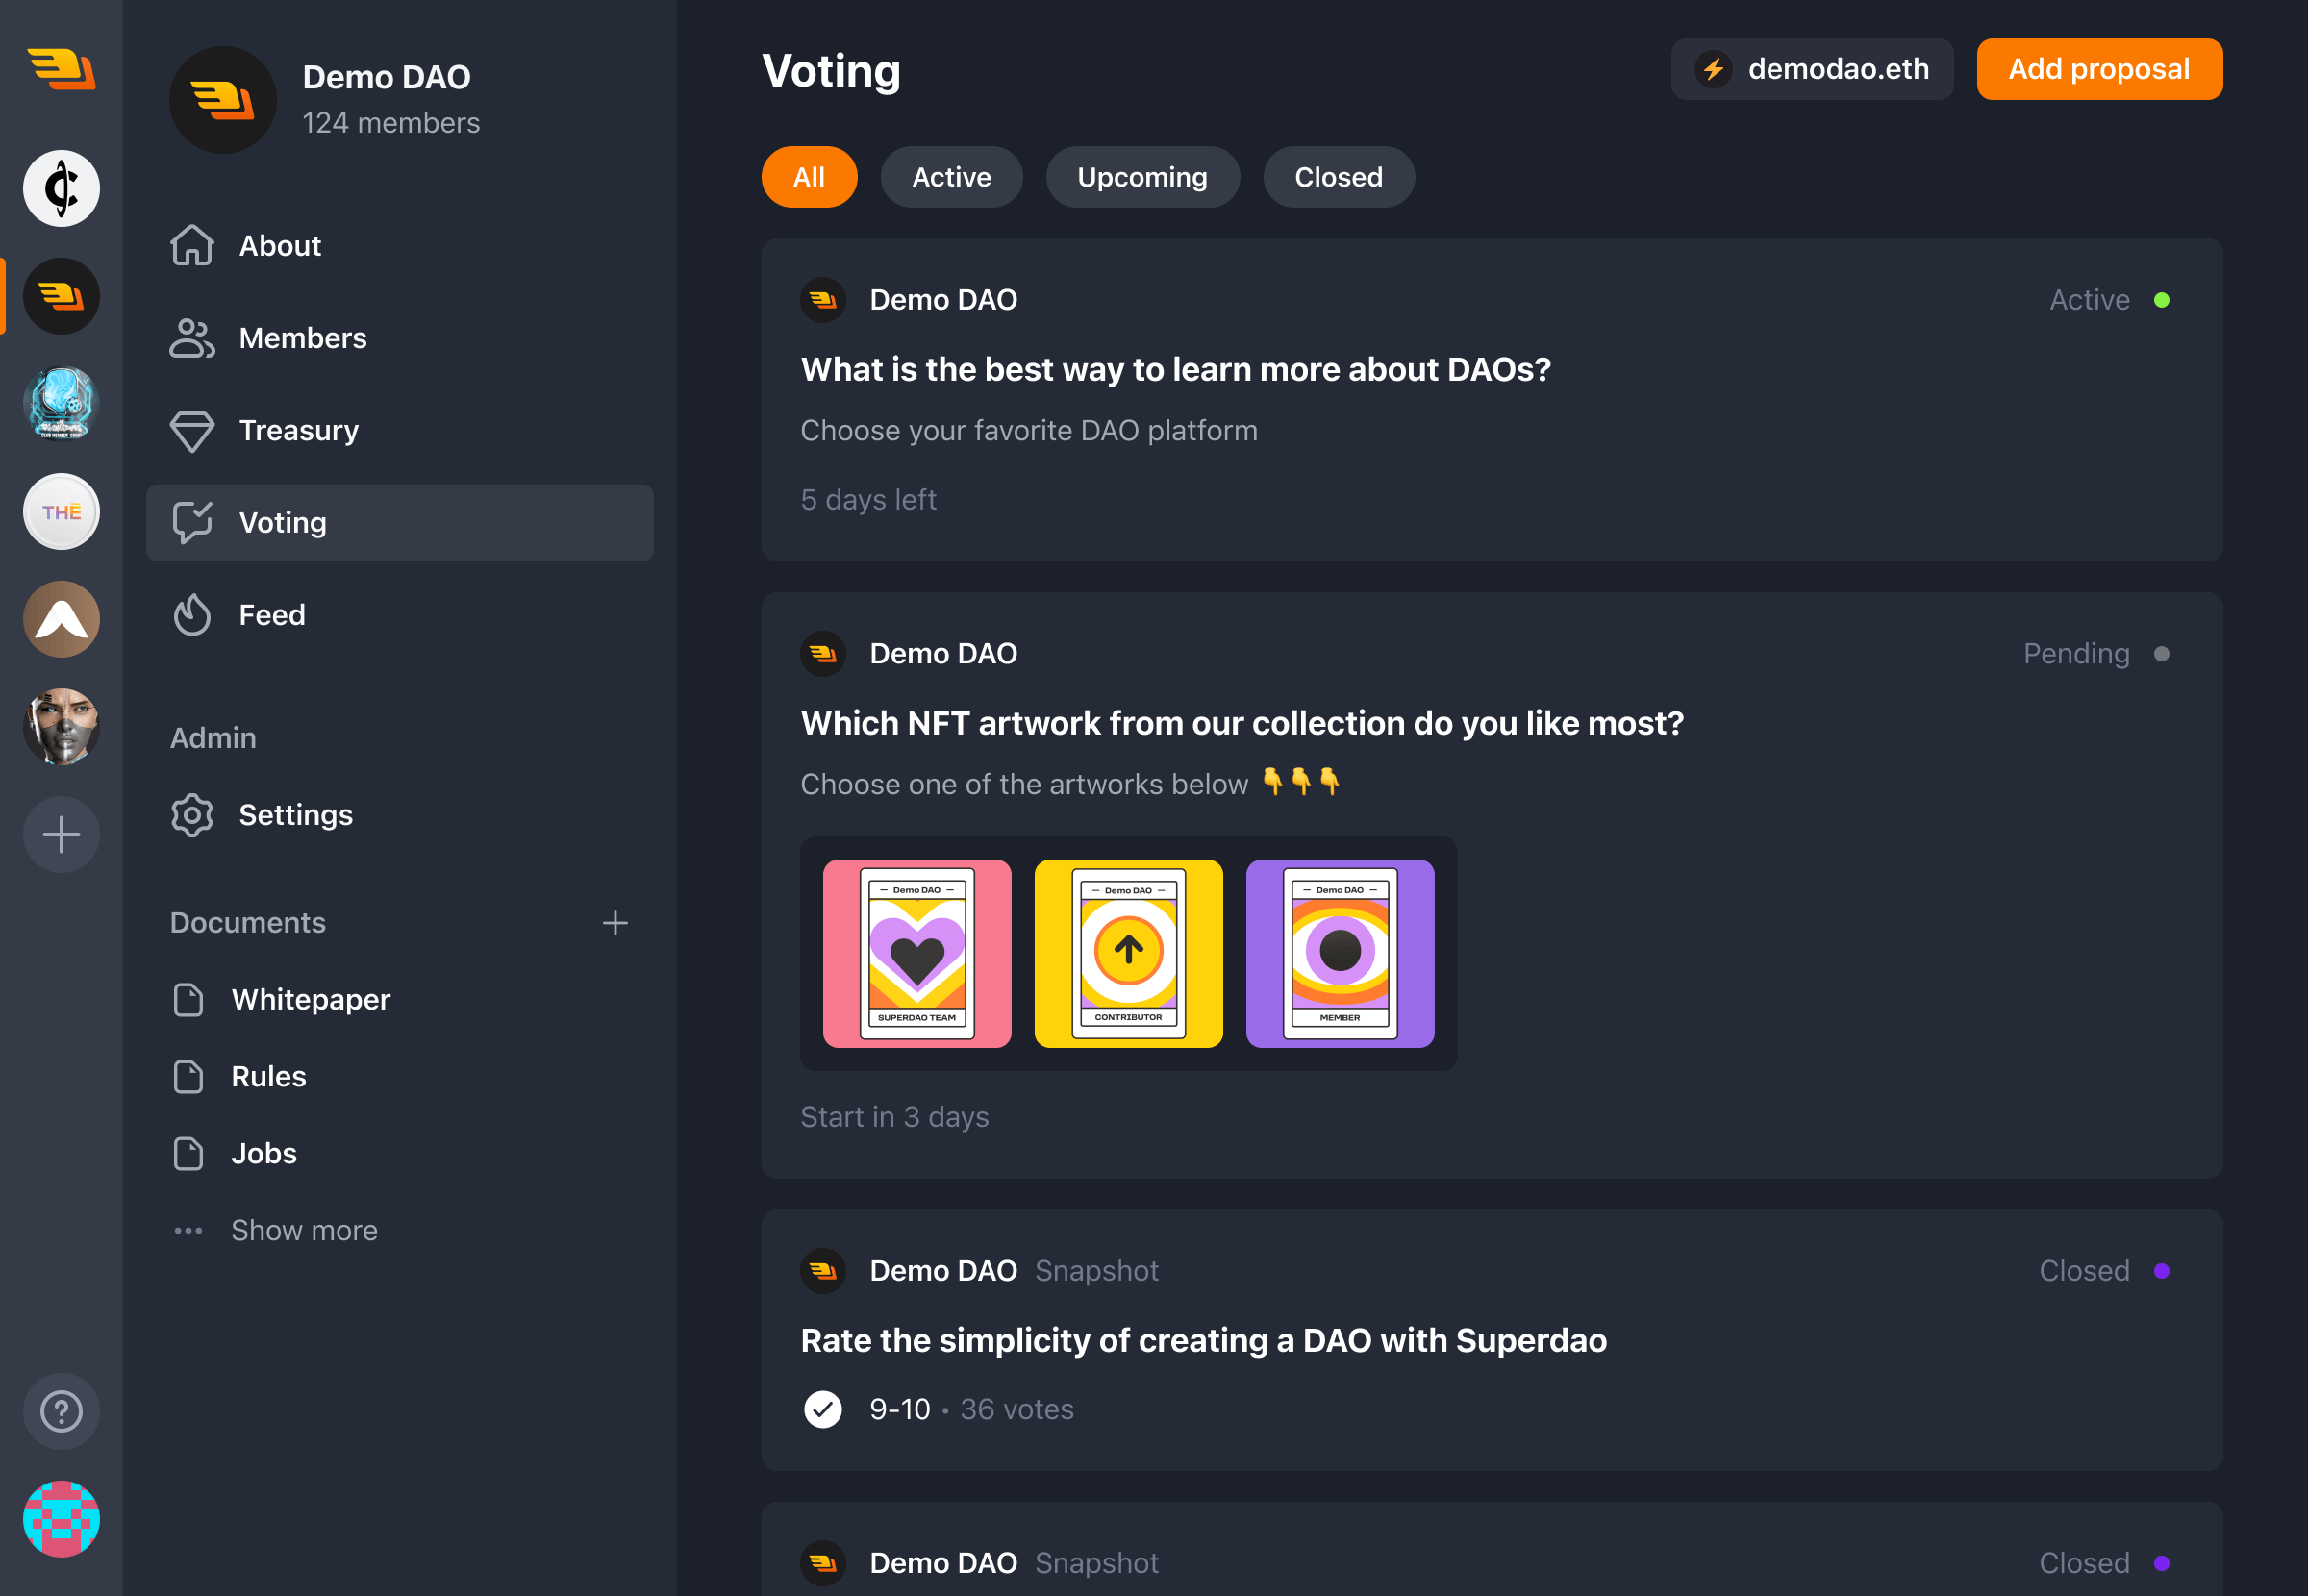 Demo DAO
124 members
About
Members
Treasury
Voting
Feed
Admin
Settings
Documents
Whitepaper
Rules
Jobs
Show more
THE
Voting
demodao.eth
Add proposal
All
Active
Upcoming
Closed
Demo DAO
Active
What is the best way to learn more about DAOs?
Choose your favorite DAO platform
5 days left
Demo DAO
Pending
Which NFT artwork from our collection do you like most?
Choose one of the artworks below 👇👇👇
— Demo DAO —
SUPERDAO TEAM
— Demo DAO —
CONTRIBUTOR
— Demo DAO —
MEMBER
Start in 3 days
Demo DAO Snapshot
Closed
Rate the simplicity of creating a DAO with Superdao
9-10 • 36 votes
Demo DAO Snapshot
Closed